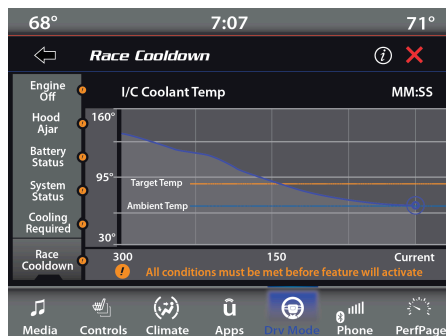 68°
7:07
71°
Race Cooldown
i
Engine
Off
Hood
Ajar
Battery
Status
System
Status
Cooling
Required
Race
Cooldown
I/C Coolant Temp
MM:SS
160°
95°
30°
Target Temp
Ambient Temp
300
150
Current
! All conditions must be met before feature will activate
Media
Controls
Climate
Apps
Drv Mode
Phone
PerfPage